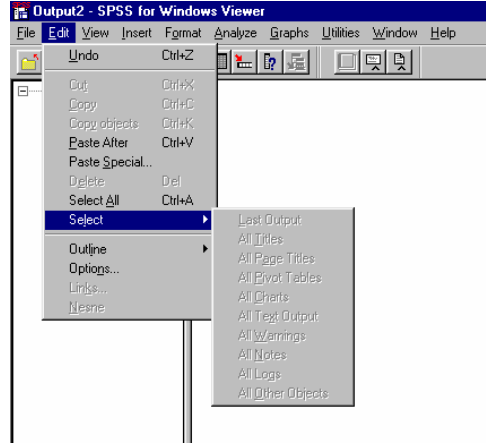 Output2 - SPSS for Windows Viewer
File Edit View Insert Format Analyze Graphs Utilities Window Help
Undo Ctrl+Z
Cut Ctrl+X
Copy Ctrl+C
Copy objects Ctrl+K
Paste After Ctrl+V
Paste Special...
Delete Del
Select All Ctrl+A
Select
Last Output
All Titles
All Page Titles
All Pivot Tables
All Charts
All Text Output
All Warnings
All Notes
All Logs
All Other Objects
Outline
Options...
Links...
Nesne